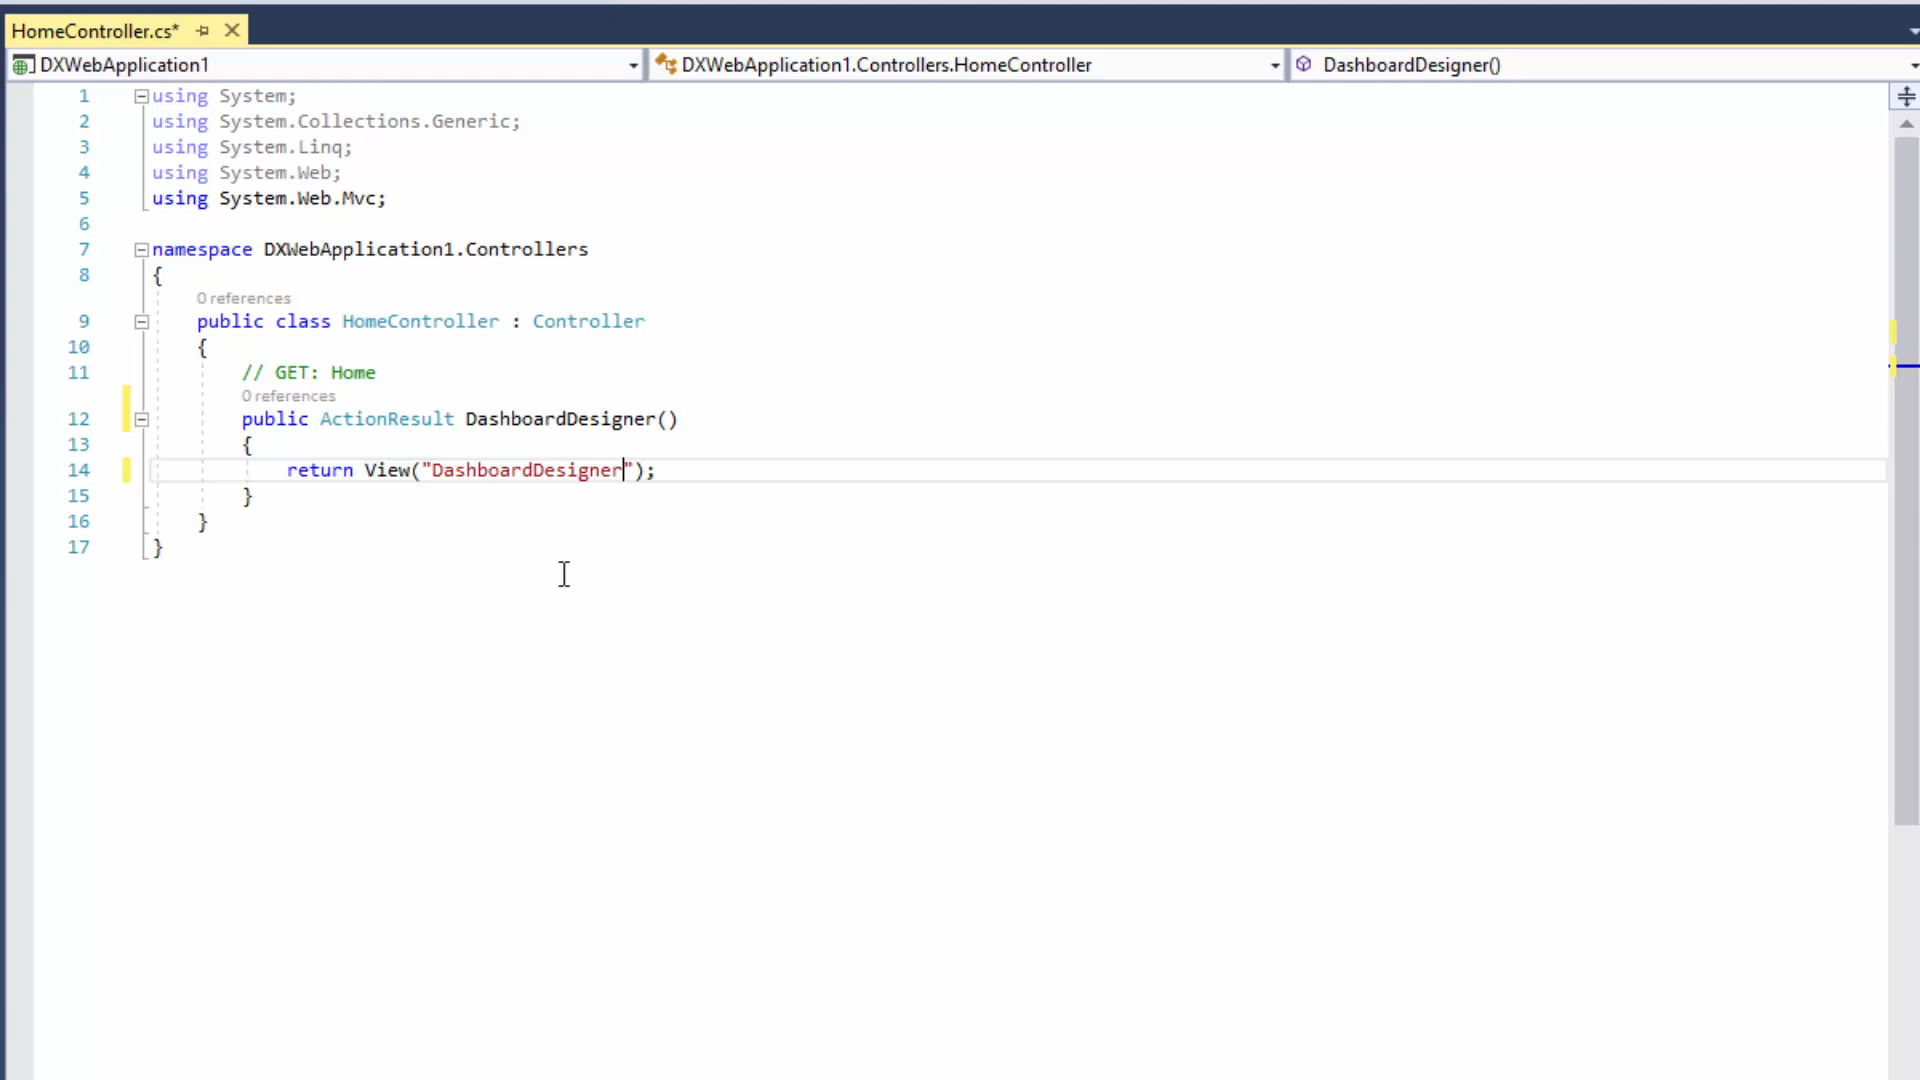 HomeController.cs*
DXWebApplication1 DXWebApplication1.Controllers.HomeController DashboardDesigner()
1 using System;
2 using System.Collections.Generic;
3 using System.Linq;
4 using System.Web;
5 using System.Web.Mvc;
6
7 namespace DXWebApplication1.Controllers
8 {
0 references
9 public class HomeController : Controller
10 {
11 // GET: Home
0 references
12 public ActionResult DashboardDesigner()
13 {
14 return View("DashboardDesigner");
15 }
16 }
17 }